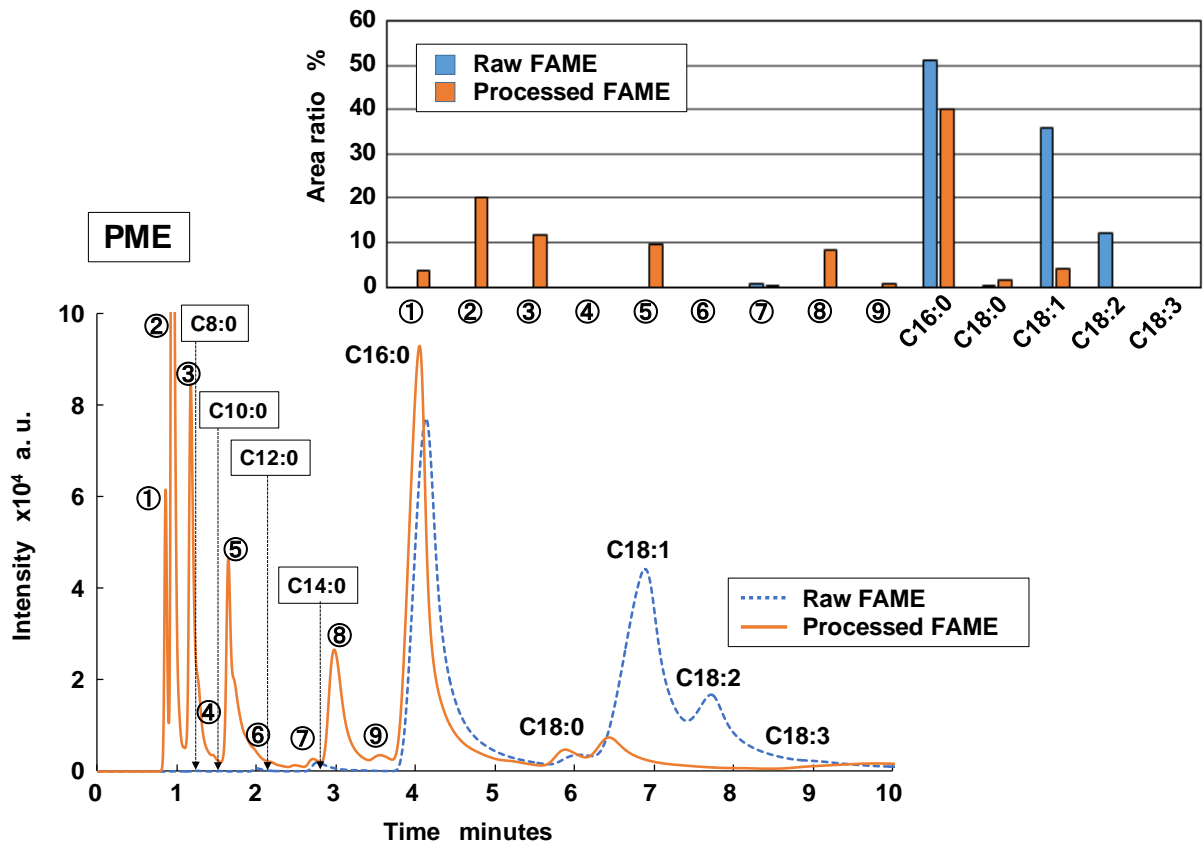 60
50
40
30
20
10
0
Area ratio %
Raw FAME
Processed FAME
① ② ③ ④ ⑤ ⑥ ⑦ ⑧ ⑨ C16:0 C18:0 C18:1 C18:2 C18:3
PME
10
8
6
4
2
0
Intensity x10⁴ a. u.
②
C8:0
③
C10:0
C12:0
①
⑤
C14:0
⑧
④
⑥
⑦
⑨
C16:0
C18:0
C18:1
C18:2
C18:3
Raw FAME
Processed FAME
0 1 2 3 4 5 6 7 8 9 10
Time minutes